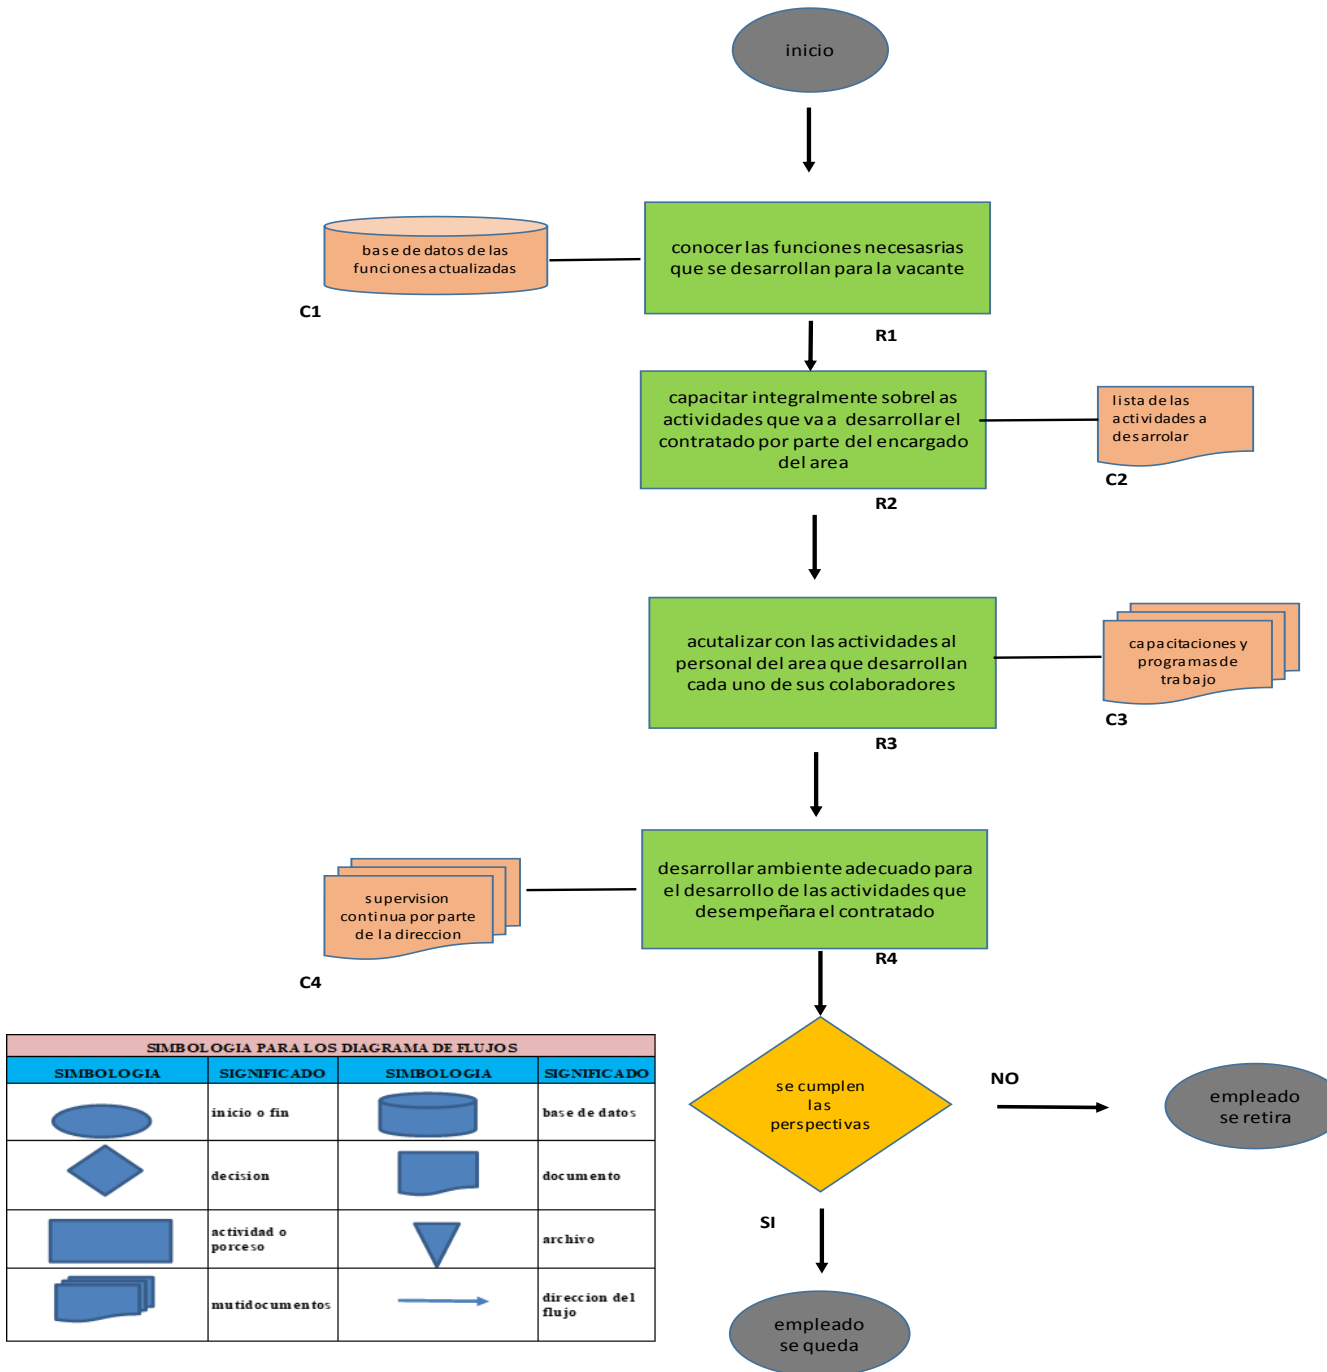 inicio
base de datos de las
funciones actualizadas
C1
conocer las funciones necesasrias
que se desarrollan para la vacante
R1
capacitar integralmente sobrel as
actividades que va a desarrollar el
contratado por parte del encargado
del area
R2
lista de las
actividades a
desarrolar
C2
acutalizar con las actividades al
personal del area que desarrollan
cada uno de sus colaboradores
R3
capacitaciones y
programas de
trabajo
C3
desarrollar ambiente adecuado para
el desarrollo de las actividades que
desempeñara el contratado
R4
supervision
continua por parte
de la direccion
C4
se cumplen
las
perspectivas
NO
empleado
se retira
SI
empleado
se queda
SIMBOLOGIA PARA LOS DIAGRAMA DE FLUJOS
SIMBOLOGIA SIGNIFICADO SIMBOLOGIA SIGNIFICADO
inicio o fin
base de datos
decision
documento
actividad o
porceso
archivo
mutidocumentos
direccion del
flujo